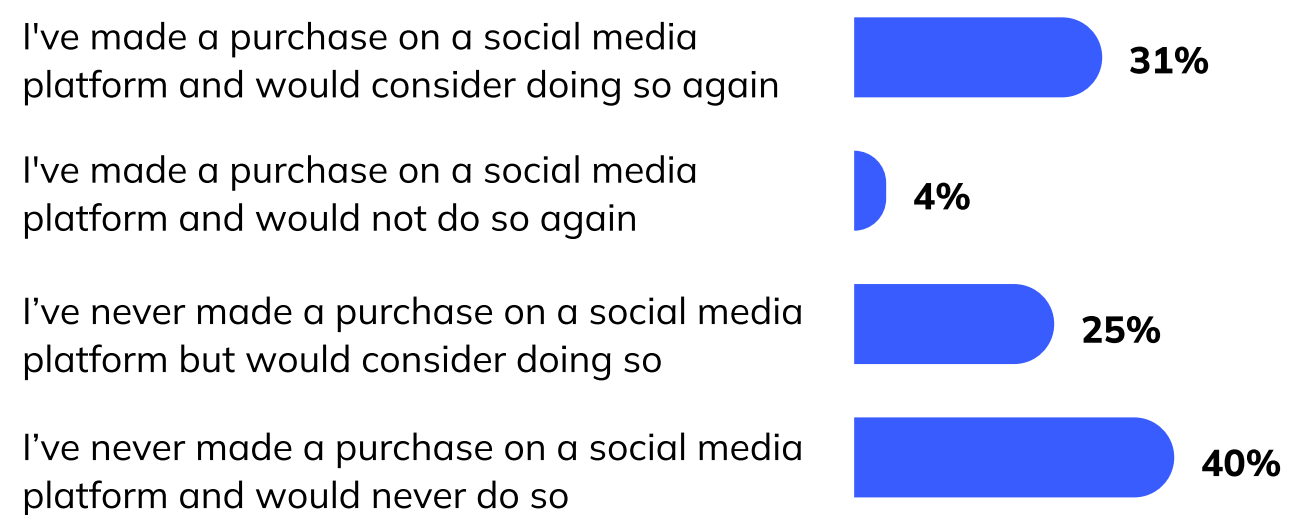 I've made a purchase on a social media
platform and would consider doing so again
31%
I've made a purchase on a social media
platform and would not do so again
4%
I’ve never made a purchase on a social media
platform but would consider doing so
25%
I’ve never made a purchase on a social media
platform and would never do so
40%